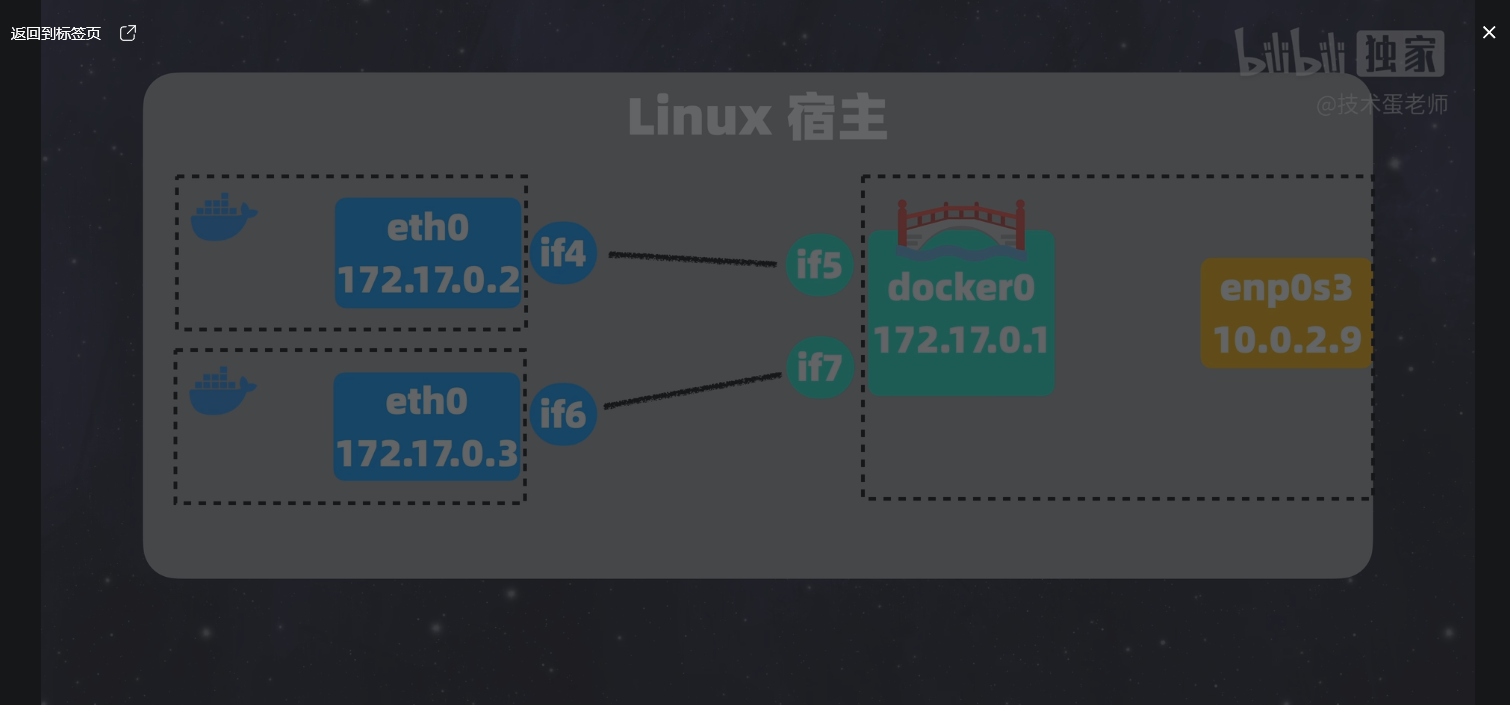 返回到标签页
bilibili 独家
@技术蛋老师
Linux 宿主
eth0
172.17.0.2
if4
if5
docker0
172.17.0.1
enp0s3
10.0.2.9
if7
eth0
172.17.0.3
if6